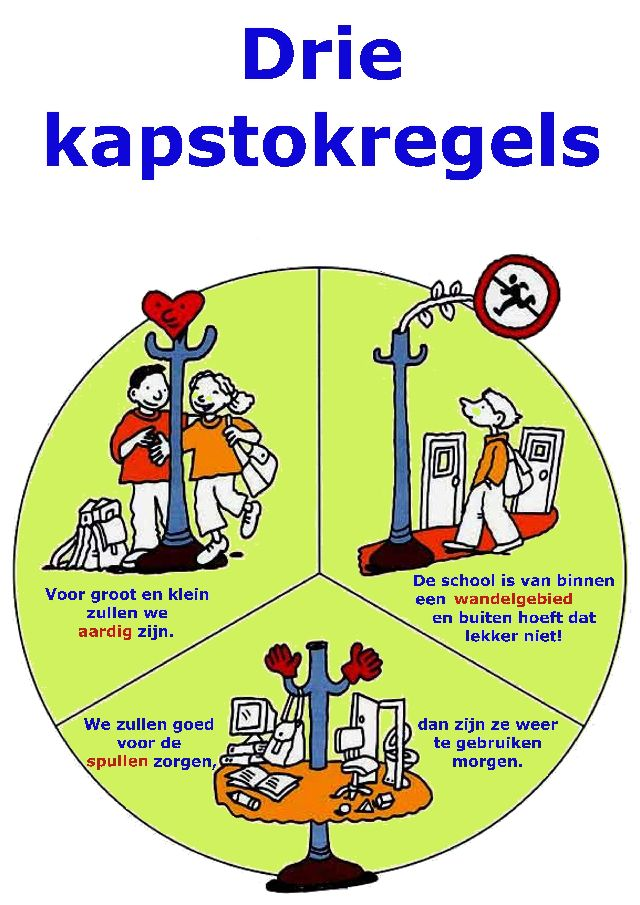 Drie
kapstokregels
Voor groot en klein
zullen we
aardig zijn.
De school is van binnen
een wandelgebied
en buiten hoeft dat
lekker niet!
We zullen goed
voor de
spullen zorgen,
dan zijn ze weer
te gebruiken
morgen.